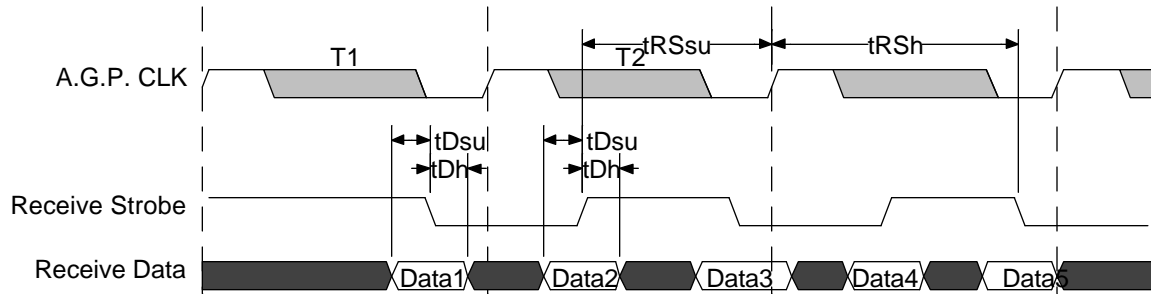 tRSsu tRSh
T1 T2
A.G.P. CLK
tDsu tDsu
tDh tDh
Receive Strobe
Receive Data Data1 Data2 Data3 Data4 Data5